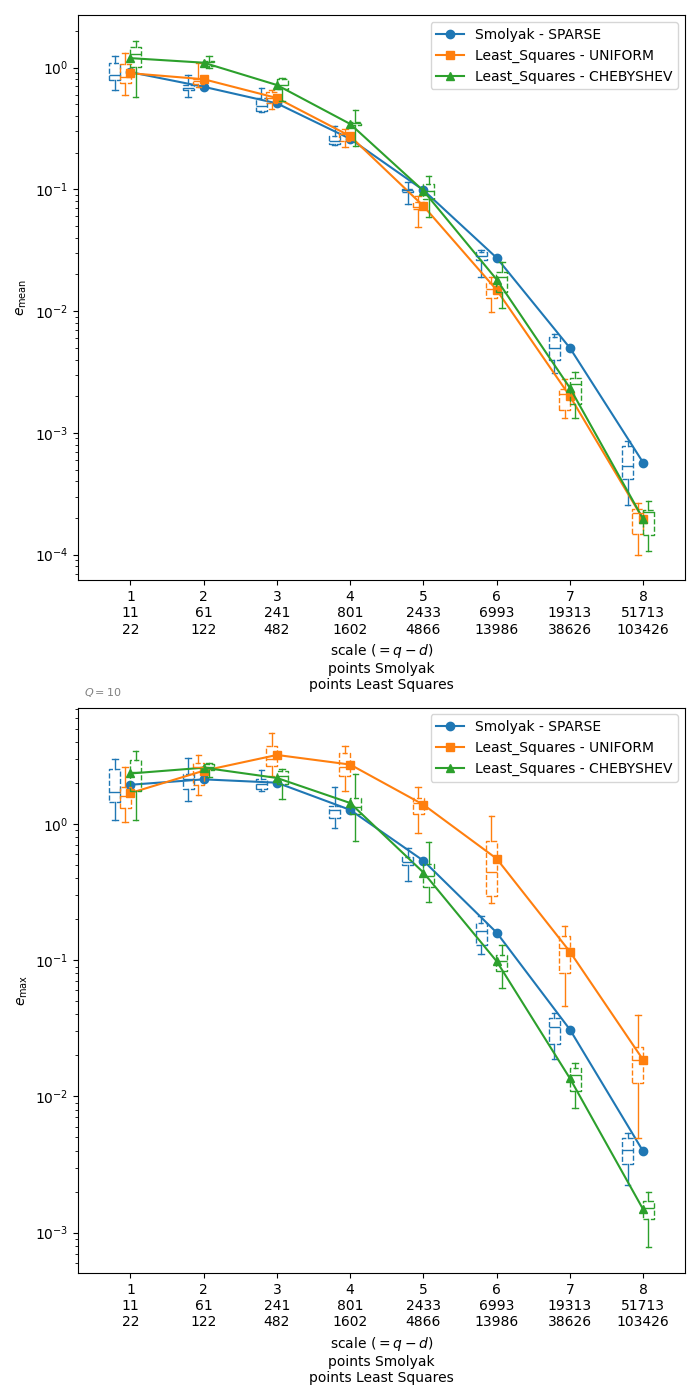 Smolyak - SPARSE
Least_Squares - UNIFORM
Least_Squares - CHEBYSHEV
10^0
10^-1
10^-2
10^-3
10^-4
e_mean
1 2 3 4 5 6 7 8
11 61 241 801 2433 6993 19313 51713
22 122 482 1602 4866 13986 38626 103426
scale (= q − d)
points Smolyak
points Least Squares
Q = 10
Smolyak - SPARSE
Least_Squares - UNIFORM
Least_Squares - CHEBYSHEV
10^0
10^-1
10^-2
10^-3
e_max
1 2 3 4 5 6 7 8
11 61 241 801 2433 6993 19313 51713
22 122 482 1602 4866 13986 38626 103426
scale (= q − d)
points Smolyak
points Least Squares